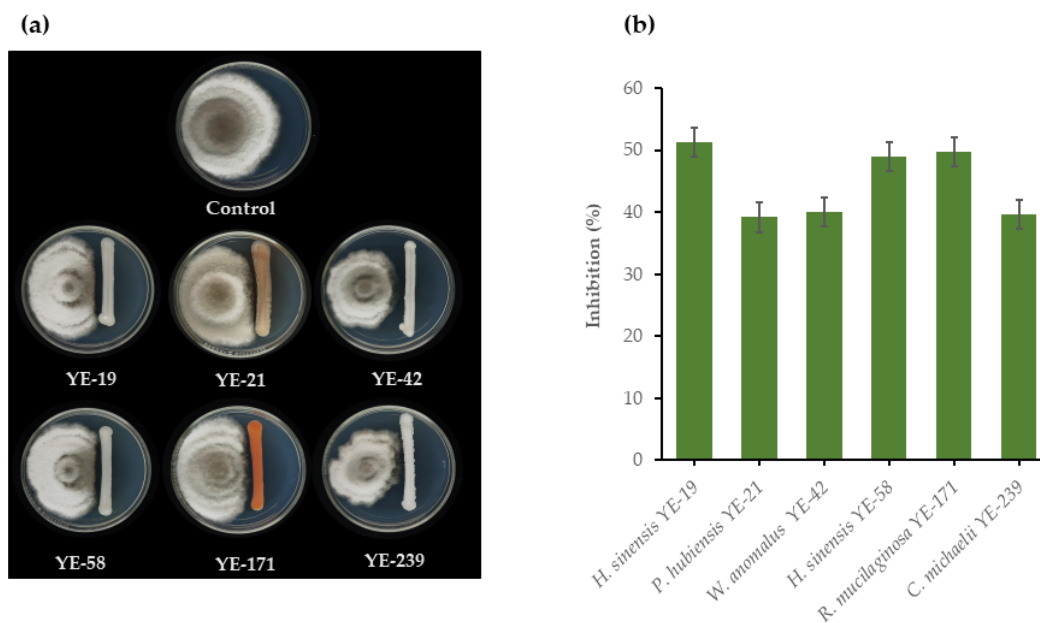 (a)
Control
YE-19
YE-21
YE-42
YE-58
YE-171
YE-239
(b)
60
50
40
30
20
10
0
Inhibition (%)
H. sinensis YE-19
P. hubiensis YE-21
W. anomalus YE-42
H. sinensis YE-58
R. mucilaginosa YE-171
C. michaelii YE-239